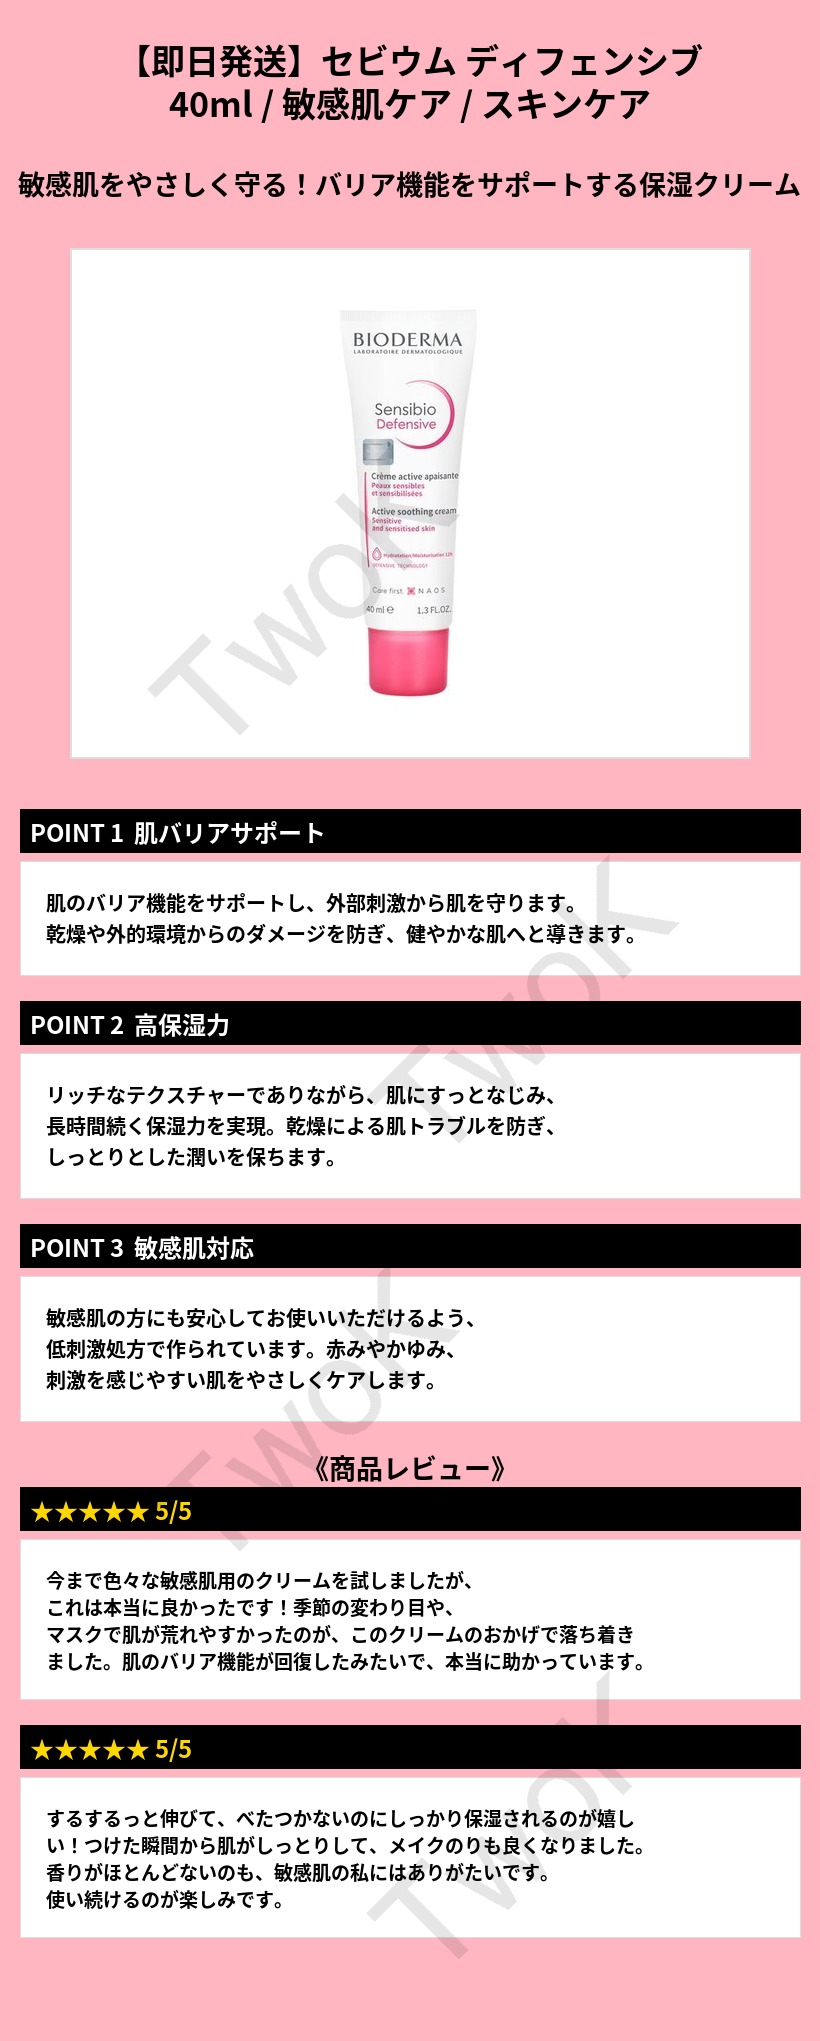 【即日発送】セビウム ディフェンシブ
40ml / 敏感肌ケア / スキンケア
敏感肌をやさしく守る！バリア機能をサポートする保湿クリーム
BIODERMA
LABORATOIRE DERMATOLOGIQUE
Sensibio
Defensive
Crème active apaisante
Peaux sensibles
et sensibilisées
Active soothing cream
Sensitive
and sensitised skin
Hydratation/Moisturisation 12h
DEFENSIVE TECHNOLOGY
Care first. NAOS
40 ml ℮ 1.3 FL.OZ.
TwoK
POINT 1 肌バリアサポート
肌のバリア機能をサポートし、外部刺激から肌を守ります。
乾燥や外的環境からのダメージを防ぎ、健やかな肌へと導きます。
TwoK
POINT 2 高保湿力
リッチなテクスチャーでありながら、肌にすっとなじみ、
長時間続く保湿力を実現。乾燥による肌トラブルを防ぎ、
しっとりとした潤いを保ちます。
POINT 3 敏感肌対応
敏感肌の方にも安心してお使いいただけるよう、
低刺激処方で作られています。赤みやかゆみ、
刺激を感じやすい肌をやさしくケアします。
TwoK
《商品レビュー》
★★★★★ 5/5
今まで色々な敏感肌用のクリームを試しましたが、
これは本当に良かったです！季節の変わり目や、
マスクで肌が荒れやすかったのが、このクリームのおかげで落ち着き
ました。肌のバリア機能が回復したみたいで、本当に助かっています。
★★★★★ 5/5
するするっと伸びて、べたつかないのにしっかり保湿されるのが嬉し
い！つけた瞬間から肌がしっとりして、メイクのりも良くなりました。
香りがほとんどないのも、敏感肌の私にはありがたいです。
使い続けるのが楽しみです。
TwoK